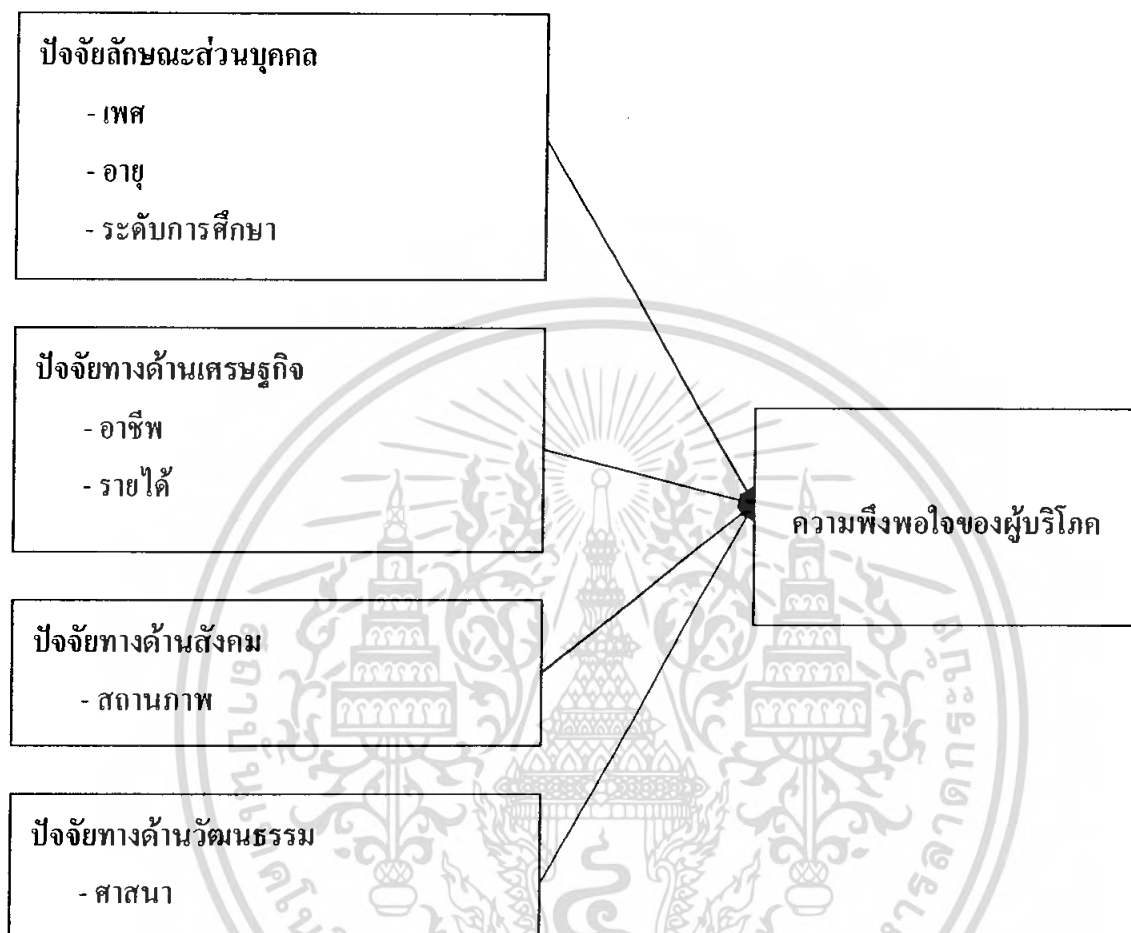 ปัจจัยลักษณะส่วนบุคคล
- เพศ
- อายุ
- ระดับการศึกษา
ปัจจัยทางด้านเศรษฐกิจ
- อาชีพ
- รายได้
ปัจจัยทางด้านสังคม
- สถานภาพ
ปัจจัยทางด้านวัฒนธรรม
- ศาสนา
ความพึงพอใจของผู้บริโภค